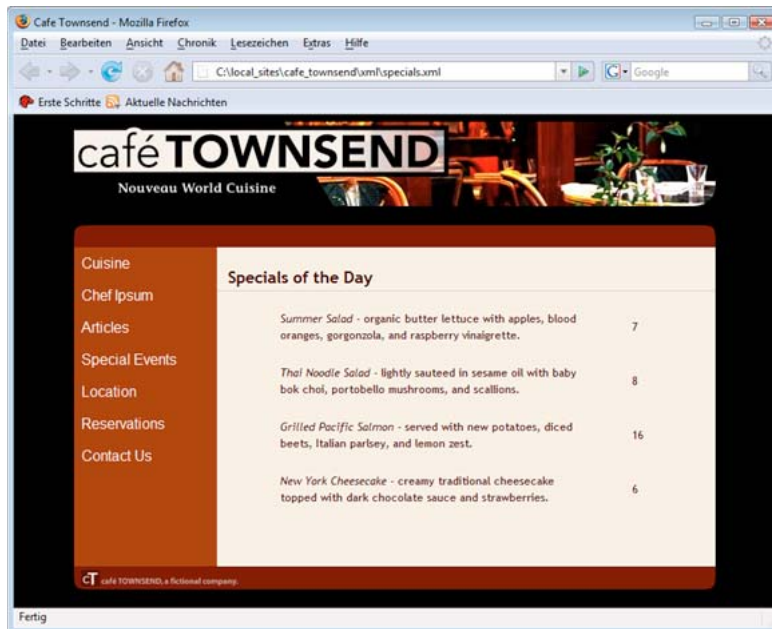 Cafe Townsend - Mozilla Firefox
Datei Bearbeiten Ansicht Chronik Lesezeichen Extras Hilfe
C:\local_sites\cafe_townsend\xml\specials.xml
G Google
Erste Schritte Aktuelle Nachrichten
café TOWNSEND
Nouveau World Cuisine
Cuisine
Chef Ipsum
Articles
Special Events
Location
Reservations
Contact Us
Specials of the Day
Summer Salad - organic butter lettuce with apples, blood
oranges, gorgonzola, and raspberry vinaigrette.
7
Thai Noodle Salad - lightly sauteed in sesame oil with baby
bok choi, portobello mushrooms, and scallions.
8
Grilled Pacific Salmon - served with new potatoes, diced
beets, Italian parlsey, and lemon zest.
16
New York Cheesecake - creamy traditional cheesecake
topped with dark chocolate sauce and strawberries.
6
cT café TOWNSEND, a fictional company.
Fertig